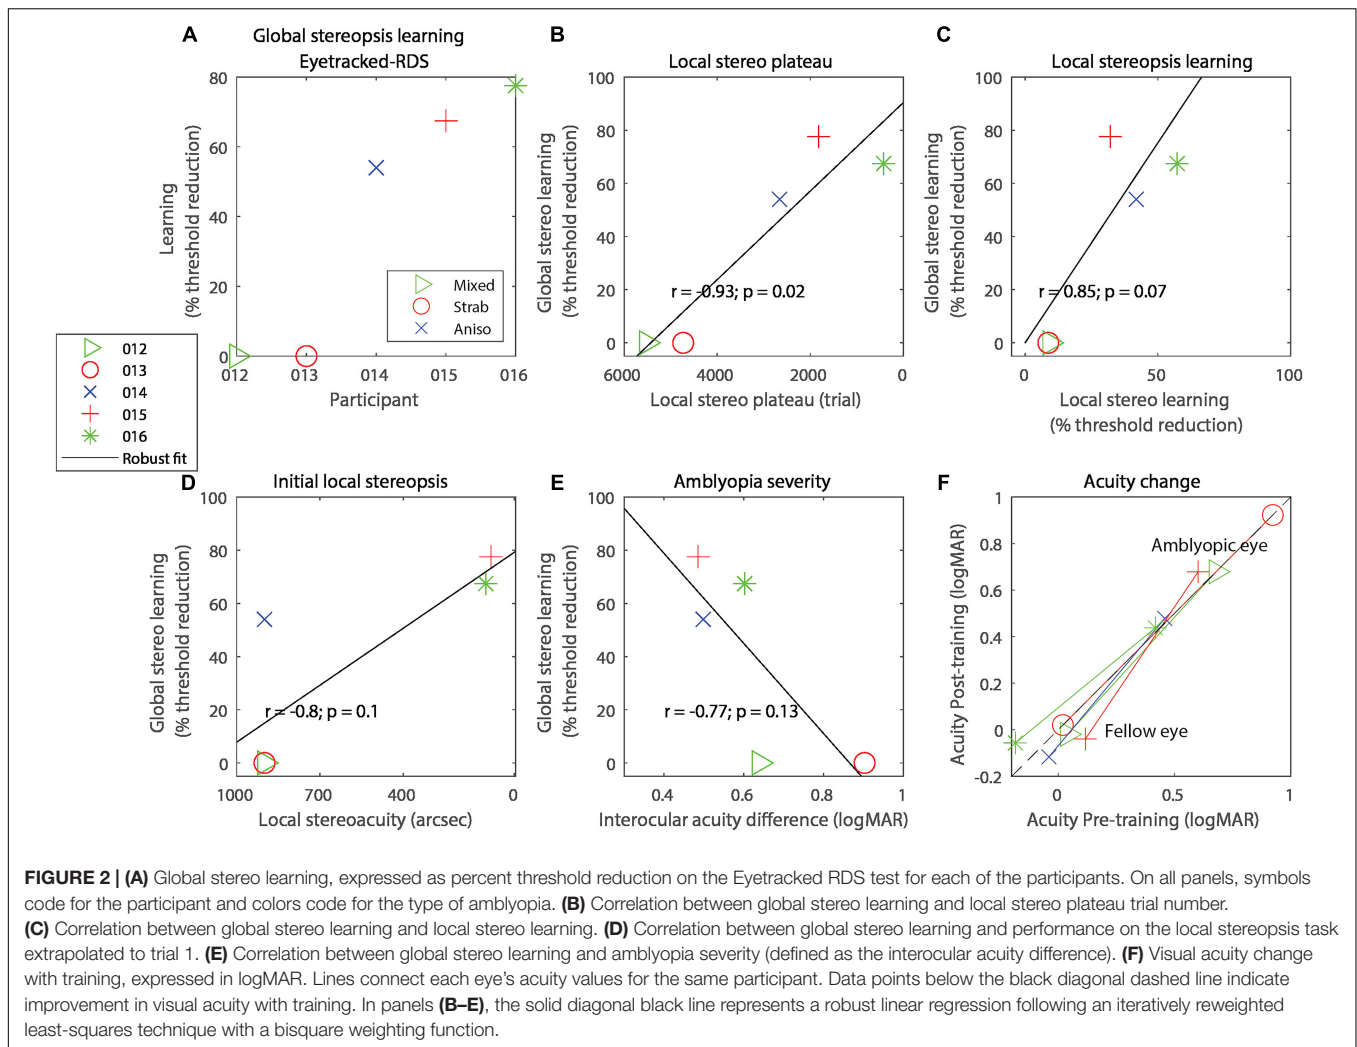 A
Global stereopsis learning
Eyetracked-RDS
80
60
40
20
0
Learning
(% threshold reduction)
012 013 014 015 016
Participant
Mixed
Strab
Aniso
012
013
014
015
016
Robust fit
B
Local stereo plateau
100
80
60
40
20
0
Global stereo learning
(% threshold reduction)
r = -0.93; p = 0.02
6000 4000 2000 0
Local stereo plateau (trial)
C
Local stereopsis learning
100
80
60
40
20
0
Global stereo learning
(% threshold reduction)
r = 0.85; p = 0.07
0 50 100
Local stereo learning
(% threshold reduction)
D
Initial local stereopsis
100
80
60
40
20
0
Global stereo learning
(% threshold reduction)
r = -0.8; p = 0.1
1000 700 400 0
Local stereoacuity (arcsec)
E
Amblyopia severity
100
80
60
40
20
0
Global stereo learning
(% threshold reduction)
r = -0.77; p = 0.13
0.4 0.6 0.8 1
Interocular acuity difference (logMAR)
F
Acuity change
1
0.8
0.6
0.4
0.2
0
-0.2
Acuity Post-training (logMAR)
Amblyopic eye
Fellow eye
0 0.5 1
Acuity Pre-training (logMAR)
FIGURE 2 | (A) Global stereo learning, expressed as percent threshold reduction on the Eyetracked RDS test for each of the participants. On all panels, symbols
code for the participant and colors code for the type of amblyopia. (B) Correlation between global stereo learning and local stereo plateau trial number.
(C) Correlation between global stereo learning and local stereo learning. (D) Correlation between global stereo learning and performance on the local stereopsis task
extrapolated to trial 1. (E) Correlation between global stereo learning and amblyopia severity (defined as the interocular acuity difference). (F) Visual acuity change
with training, expressed in logMAR. Lines connect each eye's acuity values for the same participant. Data points below the black diagonal dashed line indicate
improvement in visual acuity with training. In panels (B–E), the solid diagonal black line represents a robust linear regression following an iteratively reweighted
least-squares technique with a bisquare weighting function.